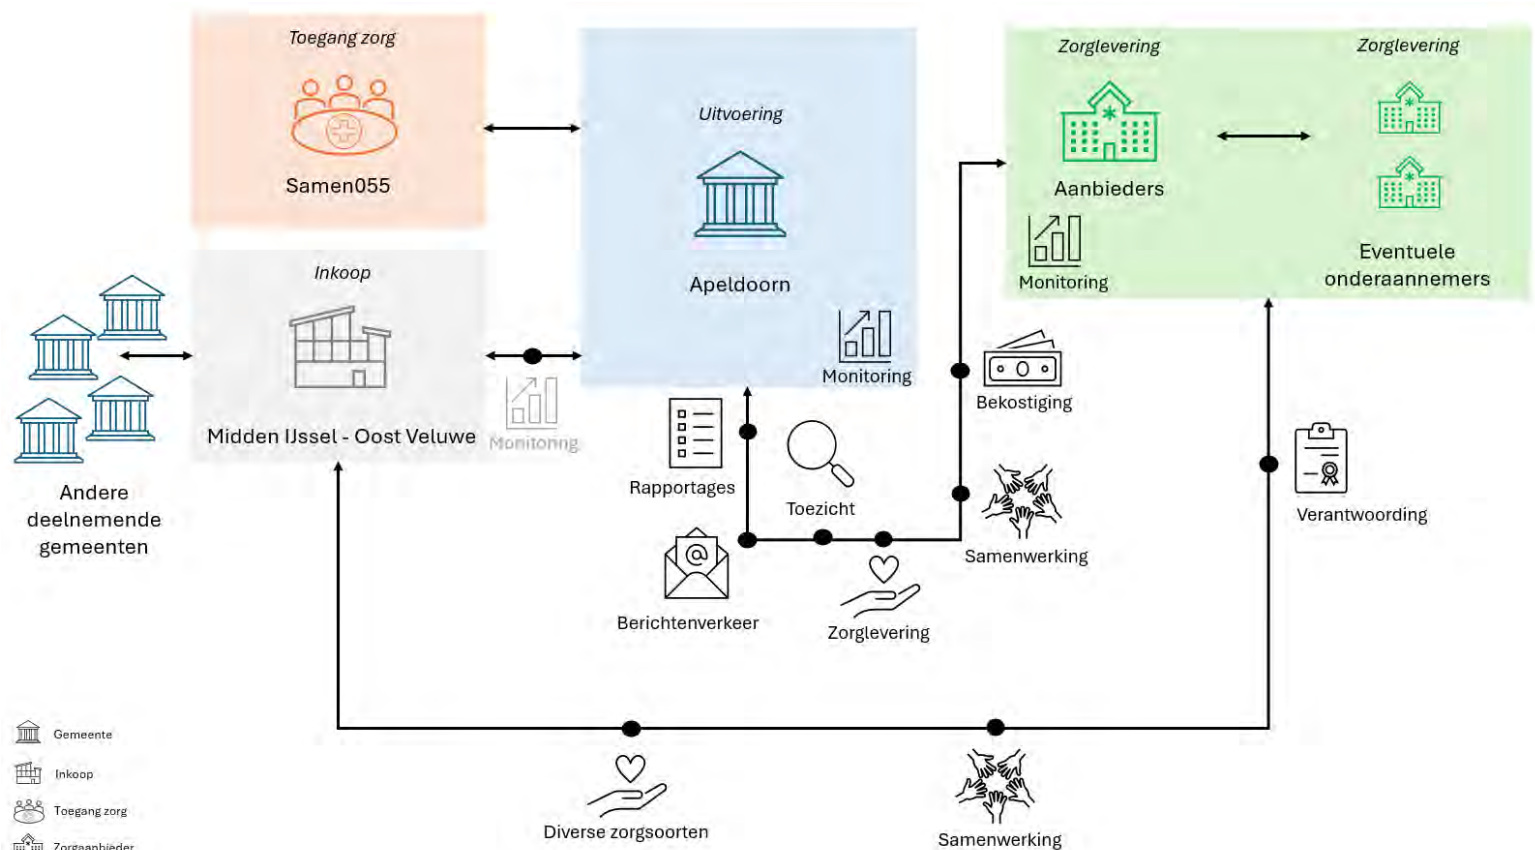 Toegang zorg
Samen055
Uitvoering
Apeldoorn
Monitoring
Zorglevering
Aanbieders
Monitoring
Zorglevering
Eventuele
onderaannemers
Inkoop
Midden IJssel - Oost Veluwe
Monitoring
Andere
deelnemende
gemeenten
Rapportages
Toezicht
Berichtenverkeer
Zorglevering
Bekostiging
Samenwerking
Verantwoording
Diverse zorgsoorten
Samenwerking
Gemeente
Inkoop
Toegang zorg
Zorgaanbieder